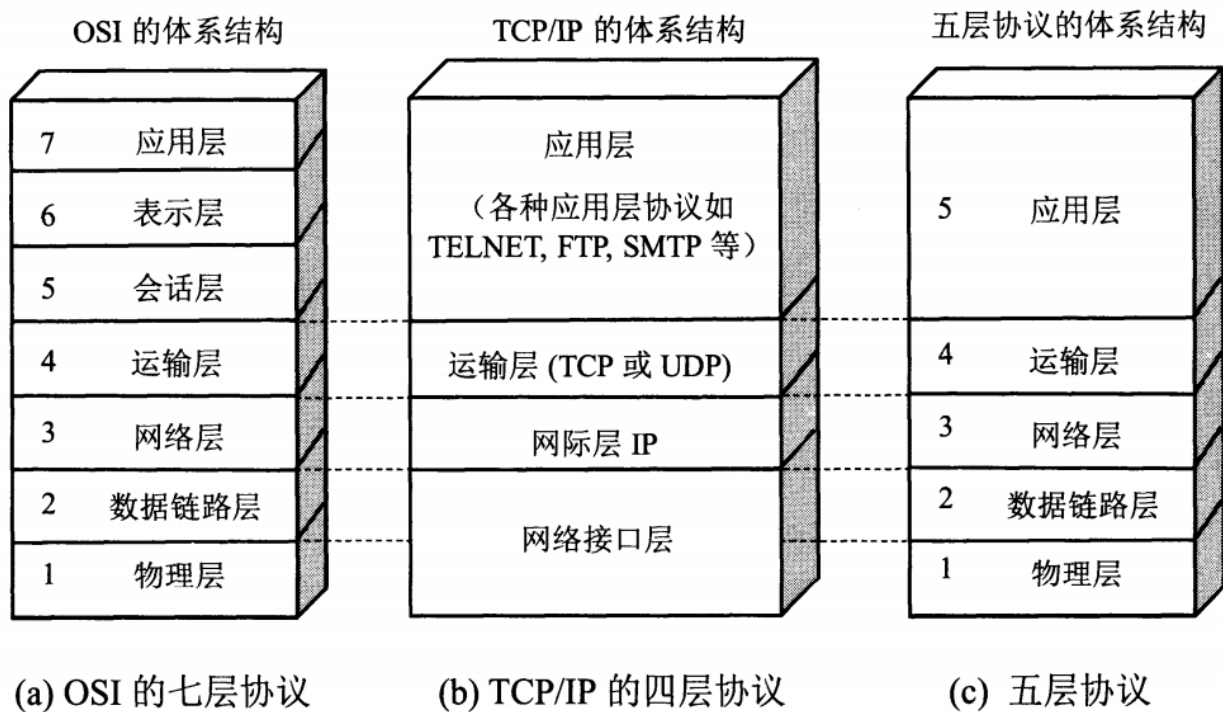 OSI 的体系结构
TCP/IP 的体系结构
五层协议的体系结构
7 应用层
6 表示层
5 会话层
4 运输层
3 网络层
2 数据链路层
1 物理层
应用层
（各种应用层协议如
TELNET, FTP, SMTP 等）
运输层 (TCP 或 UDP)
网际层 IP
网络接口层
5 应用层
4 运输层
3 网络层
2 数据链路层
1 物理层
(a) OSI 的七层协议
(b) TCP/IP 的四层协议
(c) 五层协议